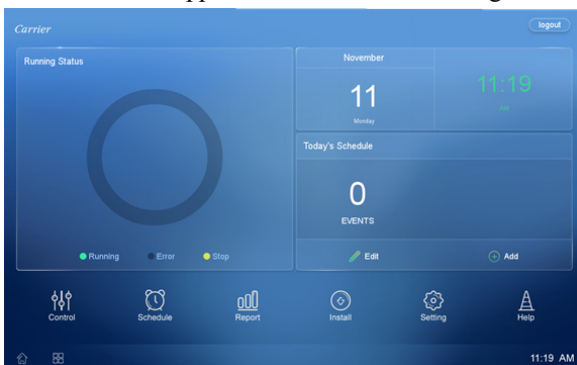 Carrier
logout
Running Status
November
11
Monday
11:19
Today's Schedule
0
EVENTS
Running Error Stop
Edit
Add
Control Schedule Report Install Setting Help
11:19 AM